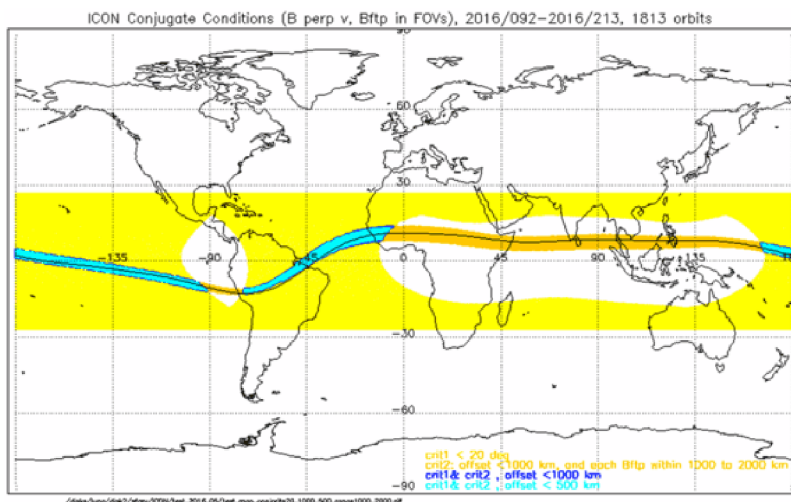 ICON Conjugate Conditions (B perp v, Bftp in FOVs), 2016/092-2016/213, 1813 orbits
90
60
30
-135 -90 -45 0 45 90 135
-30
-60
-90
crit1 < 20 deg
crit2: offset <1000 km, and each Bftp within 1000 to 2000 km
crit1& crit2 , offset <1000 km
crit1& crit2 , offset < 500 km